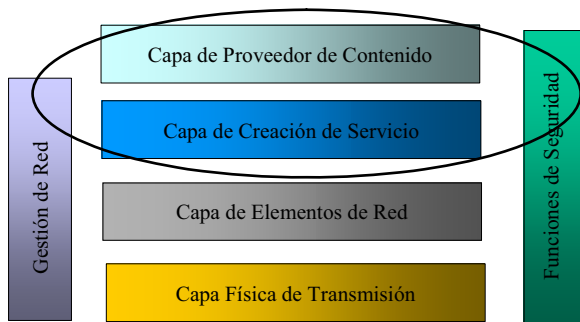 Capa de Proveedor de Contenido
Capa de Creación de Servicio
Capa de Elementos de Red
Capa Física de Transmisión
Gestión de Red
Funciones de Seguridad